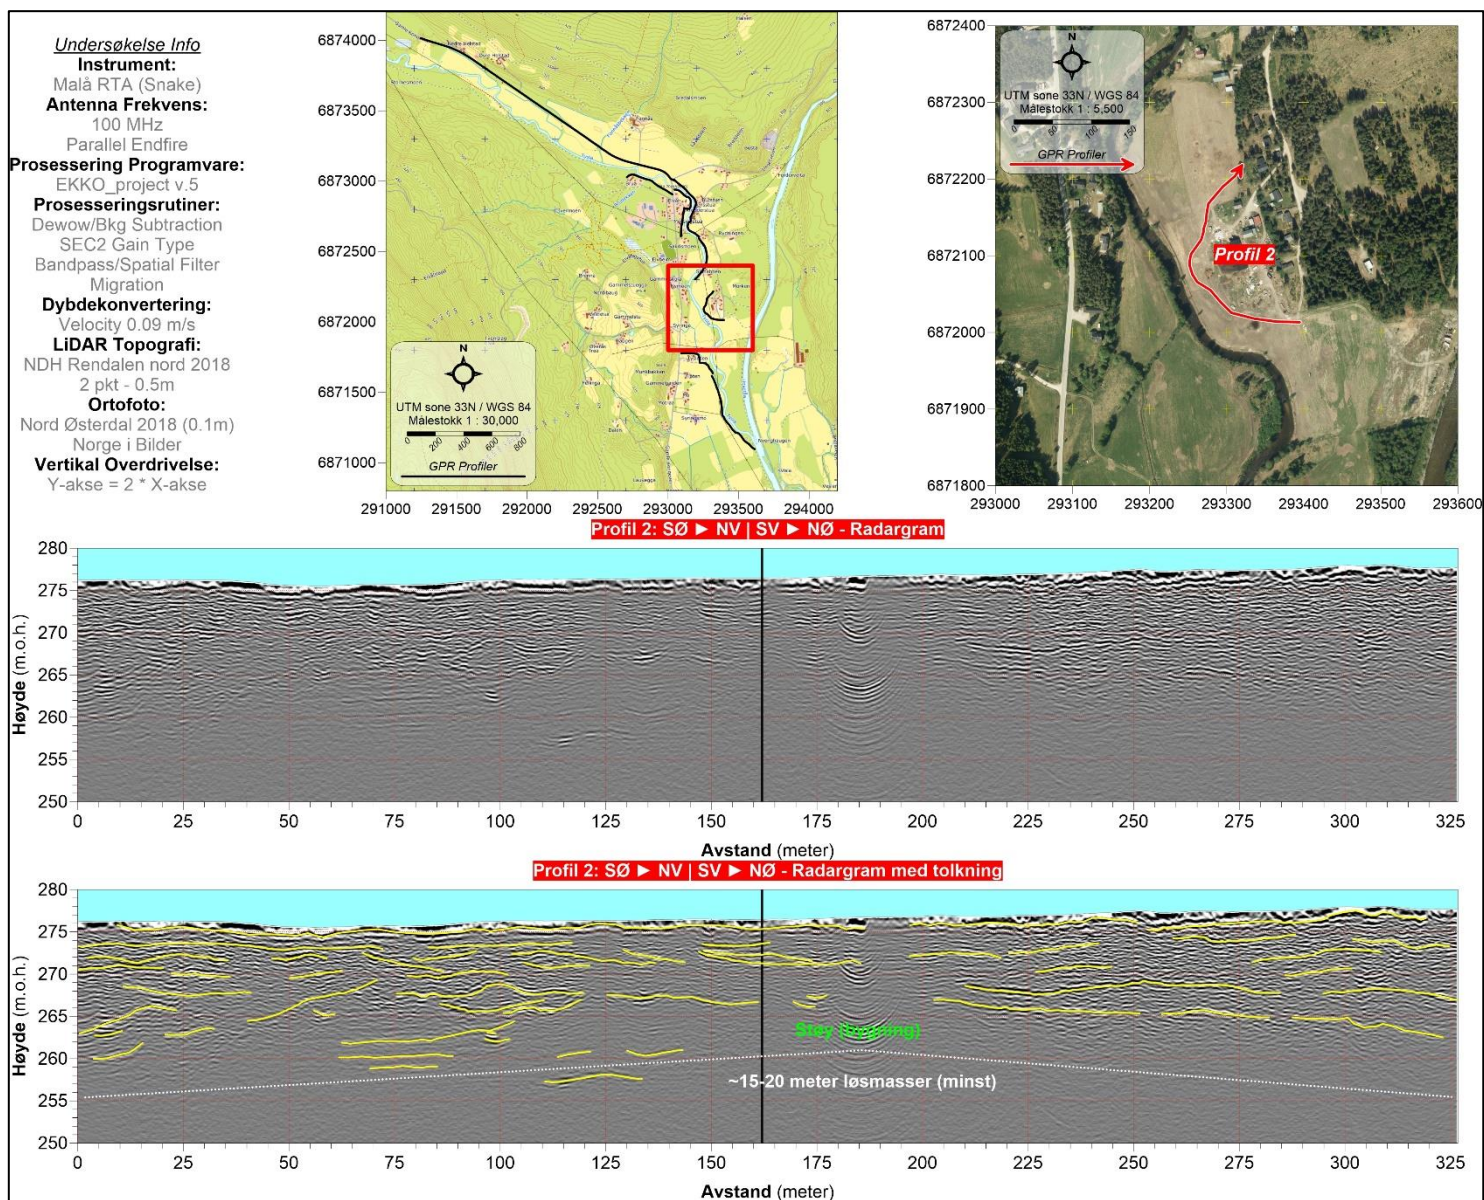 Undersøkelse Info
Instrument:
Malå RTA (Snake)
Antenna Frekvens:
100 MHz
Parallel Endfire
Prosessering Programvare:
EKKO_project v.5
Prosesseringsrutiner:
Dewow/Bkg Subtraction
SEC2 Gain Type
Bandpass/Spatial Filter
Migration
Dybdekonvertering:
Velocity 0.09 m/s
LiDAR Topografi:
NDH Rendalen nord 2018
2 pkt - 0.5m
Ortofoto:
Nord Østerdal 2018 (0.1m)
Norge i Bilder
Vertikal Overdrivelse:
Y-akse = 2 * X-akse
6874000
6873500
6873000
6872500
6872000
6871500
6871000
N
UTM sone 33N / WGS 84
Målestokk 1 : 30,000
0 200 400 600 800
GPR Profiler
291000 291500 292000 292500 293000 293500 294000
6872400
6872300
6872200
6872100
6872000
6871900
6871800
N
UTM sone 33N / WGS 84
Målestokk 1 : 5,500
0 50 100 150
GPR Profiler
Profil 2
293000 293100 293200 293300 293400 293500 293600
Profil 2: SØ ► NV | SV ► NØ - Radargram
Høyde (m.o.h.)
280
275
270
265
260
255
250
0 25 50 75 100 125 150 175 200 225 250 275 300 325
Avstand (meter)
Profil 2: SØ ► NV | SV ► NØ - Radargram med tolkning
Høyde (m.o.h.)
280
275
270
265
260
255
250
Støy (bygning)
~15-20 meter løsmasser (minst)
0 25 50 75 100 125 150 175 200 225 250 275 300 325
Avstand (meter)